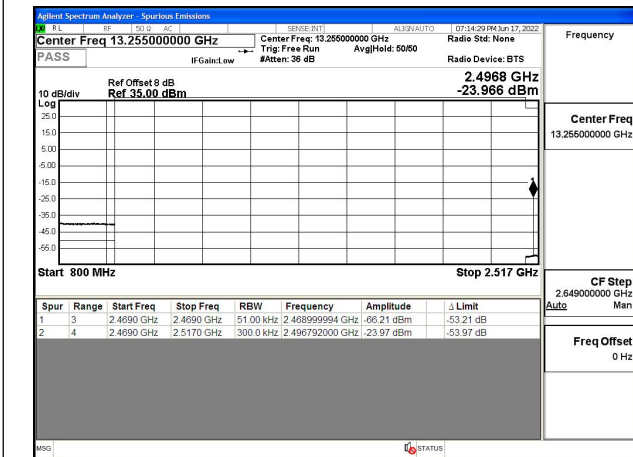 Agilent Spectrum Analyzer - Spurious Emissions
RL RF 50 Ω AC SENSE:INT ALIGNAUTO 07:14:29 PM Jun 17, 2022
Center Freq 13.255000000 GHz
Center Freq: 13.255000000 GHz
Radio Std: None
Trig: Free Run Avg|Hold: 50/50
PASS
IFGain:Low
#Atten: 36 dB
Radio Device: BTS
Ref Offset 8 dB
2.4968 GHz
10 dB/div Ref 35.00 dBm
-23.966 dBm
Log
25.0
15.0
5.00
-5.00
-15.0
1
-25.0
-35.0
-45.0
-55.0
Start 800 MHz Stop 2.517 GHz
Spur Range Start Freq Stop Freq RBW Frequency Amplitude Δ Limit
1 3 2.4690 GHz 2.4690 GHz 51.00 kHz 2.468999994 GHz -66.21 dBm -53.21 dB
2 4 2.4690 GHz 2.5170 GHz 300.0 kHz 2.496792000 GHz -23.97 dBm -53.97 dB
MSG STATUS
Frequency
Center Freq
13.255000000 GHz
CF Step
2.649000000 GHz
Auto Man
Freq Offset
0 Hz